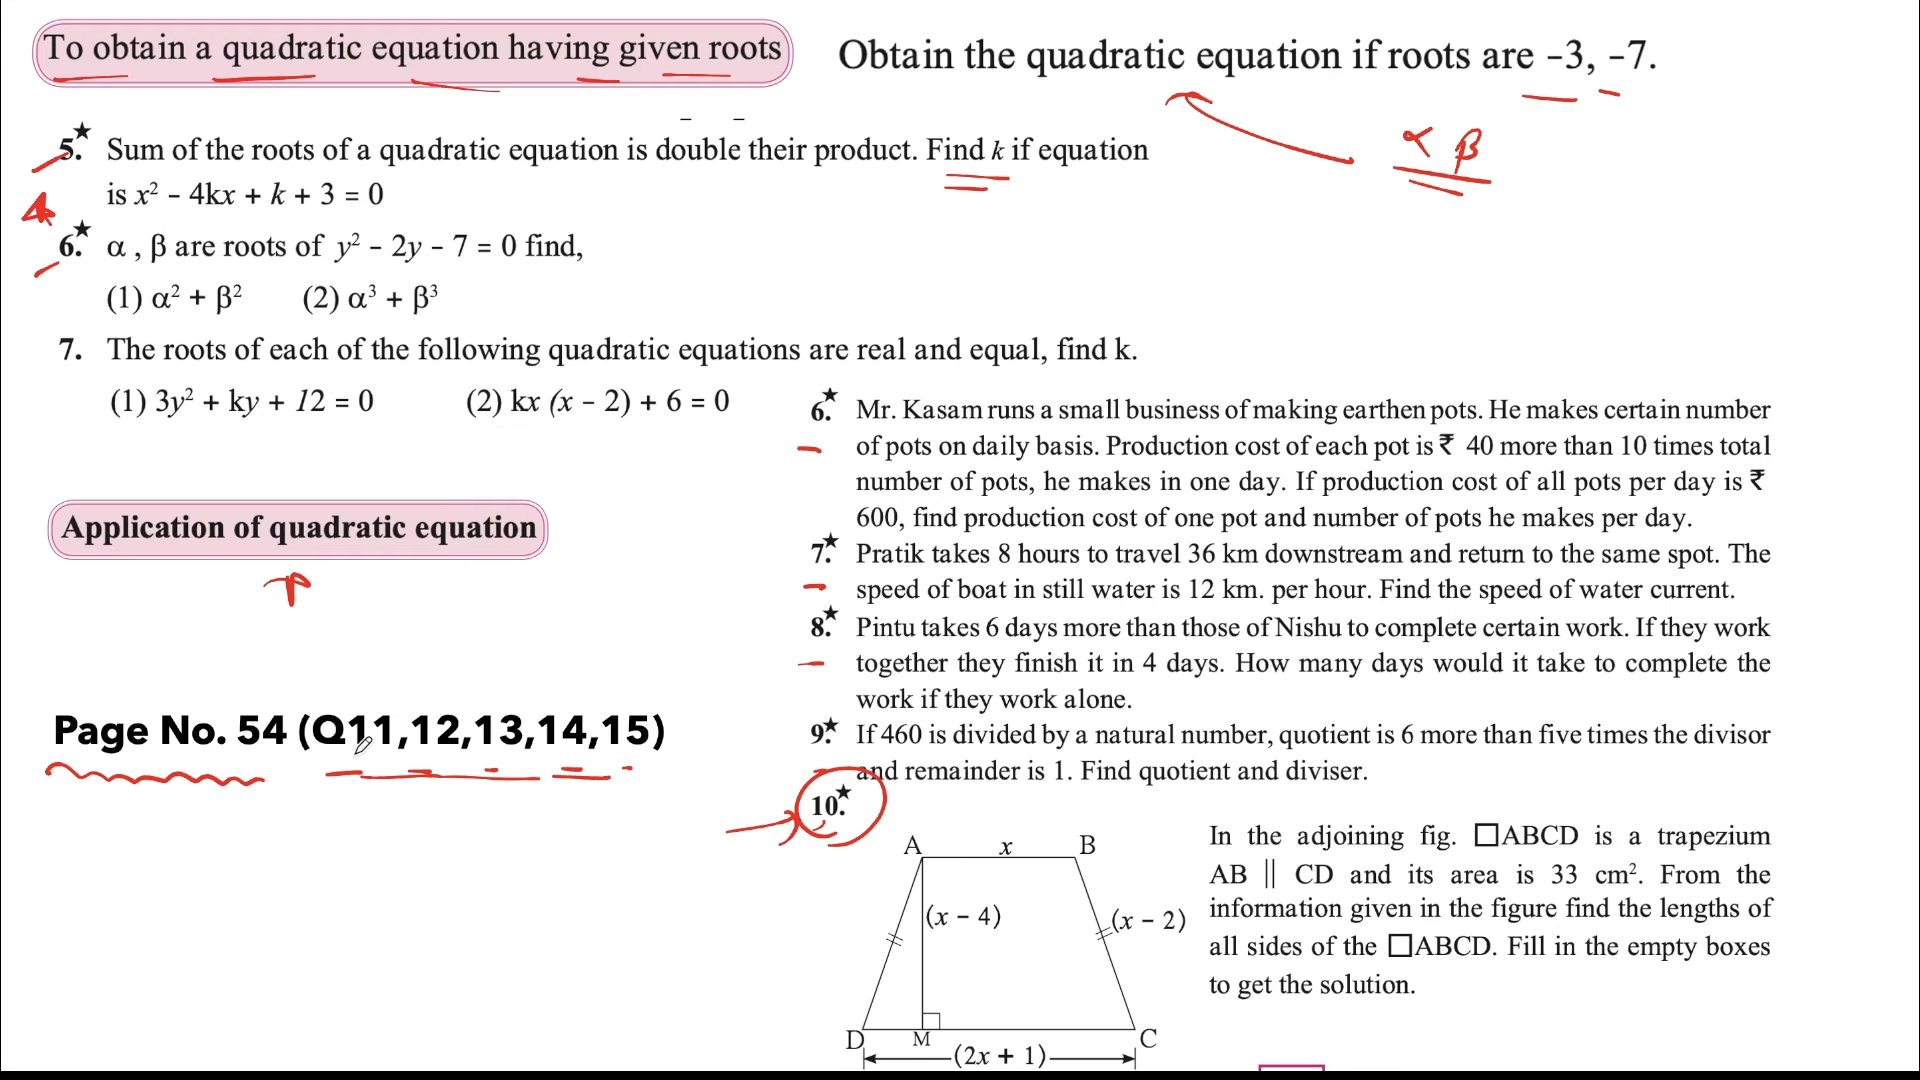 To obtain a quadratic equation having given roots
Obtain the quadratic equation if roots are -3, -7.
α β
5.★ Sum of the roots of a quadratic equation is double their product. Find k if equation
is x² - 4kx + k + 3 = 0
6.★ α , β are roots of y² - 2y - 7 = 0 find,
(1) α² + β² (2) α³ + β³
7. The roots of each of the following quadratic equations are real and equal, find k.
(1) 3y² + ky + 12 = 0 (2) kx (x - 2) + 6 = 0
Application of quadratic equation
Page No. 54 (Q11,12,13,14,15)
6.★ Mr. Kasam runs a small business of making earthen pots. He makes certain number
of pots on daily basis. Production cost of each pot is ₹ 40 more than 10 times total
number of pots, he makes in one day. If production cost of all pots per day is ₹
600, find production cost of one pot and number of pots he makes per day.
7.★ Pratik takes 8 hours to travel 36 km downstream and return to the same spot. The
speed of boat in still water is 12 km. per hour. Find the speed of water current.
8.★ Pintu takes 6 days more than those of Nishu to complete certain work. If they work
together they finish it in 4 days. How many days would it take to complete the
work if they work alone.
9.★ If 460 is divided by a natural number, quotient is 6 more than five times the divisor
and remainder is 1. Find quotient and diviser.
10.★
A x B
(x - 4) (x - 2)
D M C
(2x + 1)
In the adjoining fig. □ABCD is a trapezium
AB || CD and its area is 33 cm². From the
information given in the figure find the lengths of
all sides of the □ABCD. Fill in the empty boxes
to get the solution.